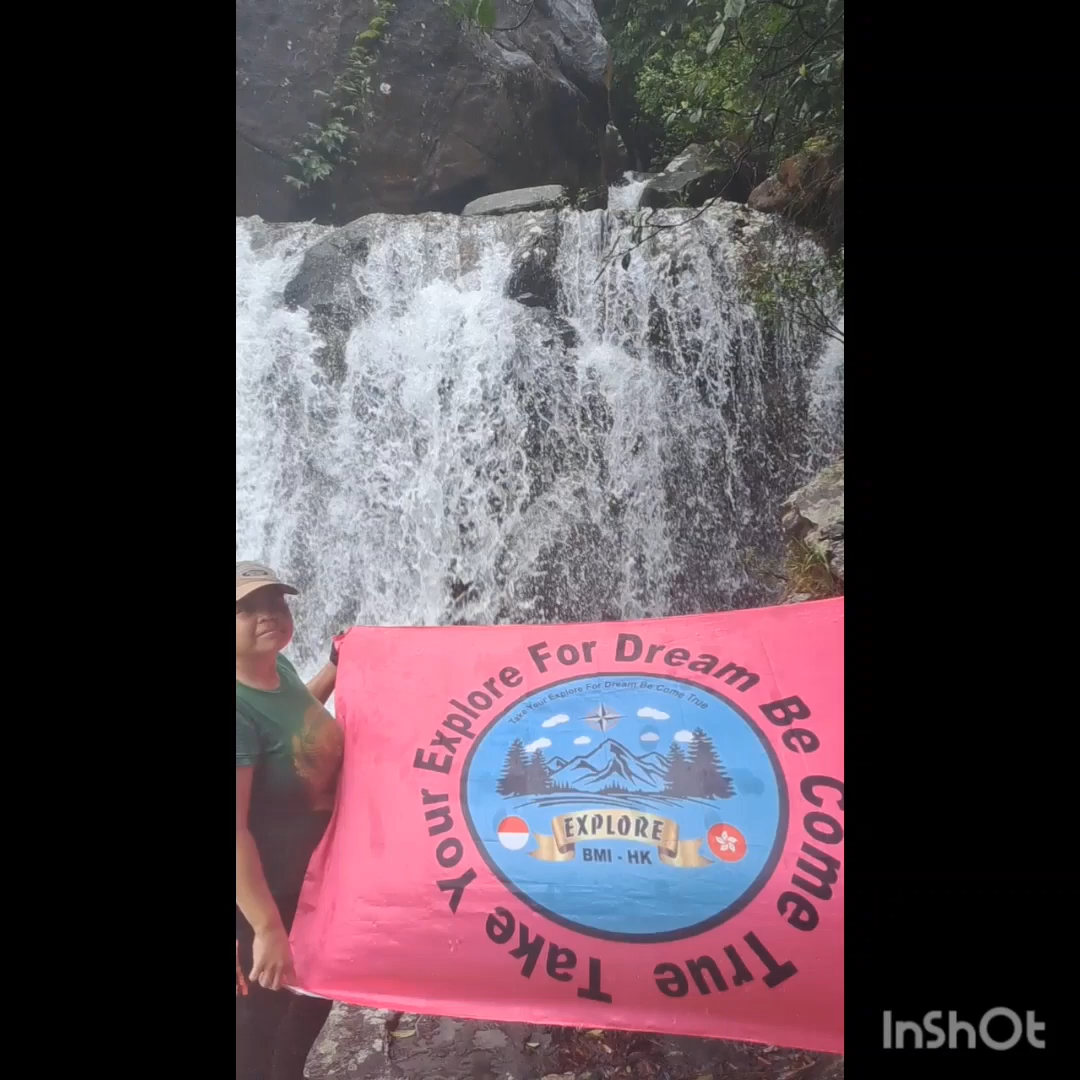 Take Your Explore For Dream Be Come True
Take Your Explore For Dream Be Come True
EXPLORE
BMI - HK
InShOt